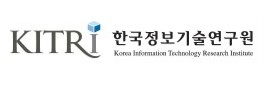 KITRI 한국정보기술연구원
Korea Information Technology Research Institute